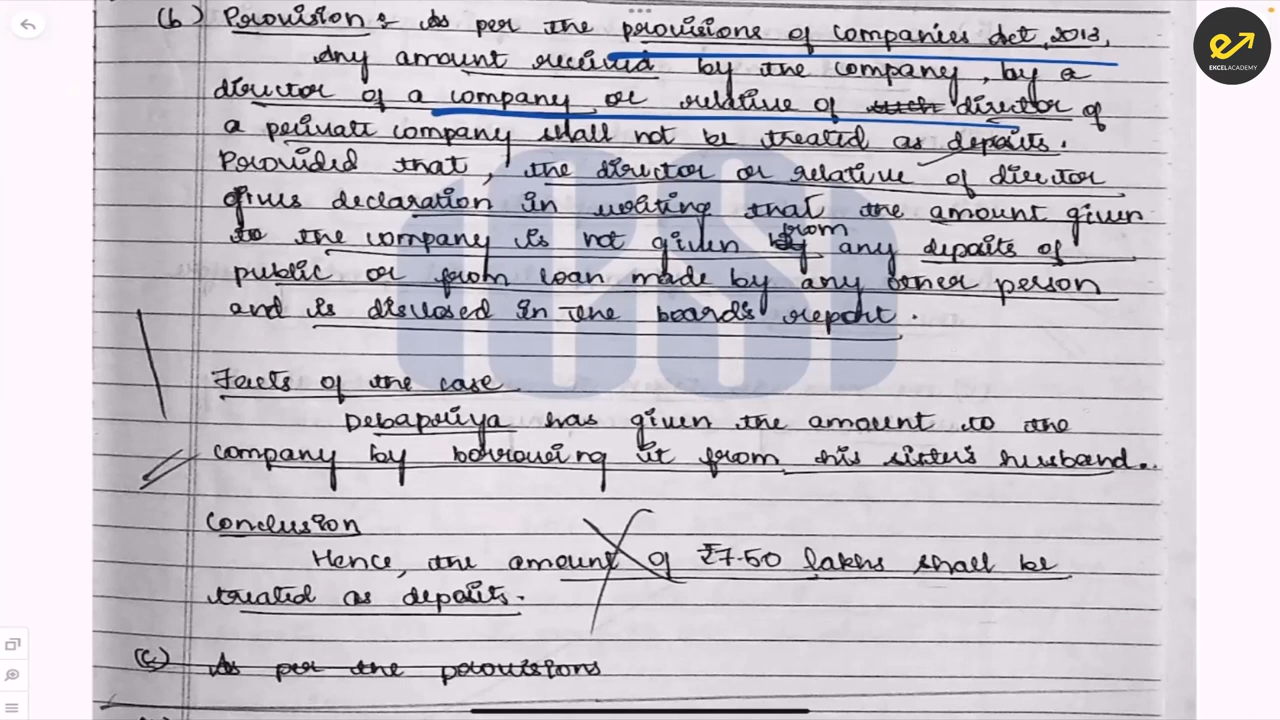 EXCELACADEMY
(b) Provision :- As per the provisions of companies Act, 2013,
Any amount received by the company, by a
director of a company or relative of such director of
a private company shall not be treated as deposits.
Provided that, the director or relative of director
gives declaration in writing that the amount given
to the company is not given by from any deposits of
public or from loan made by any other person
and is disclosed in the board's report.
ICSI
Facts of the case
Debapriya has given the amount to the
company by borrowing it from his sister's husband..
Conclusion
Hence, the amount of ₹7.50 lakhs shall be
treated as deposits.
(c) As per the provisions